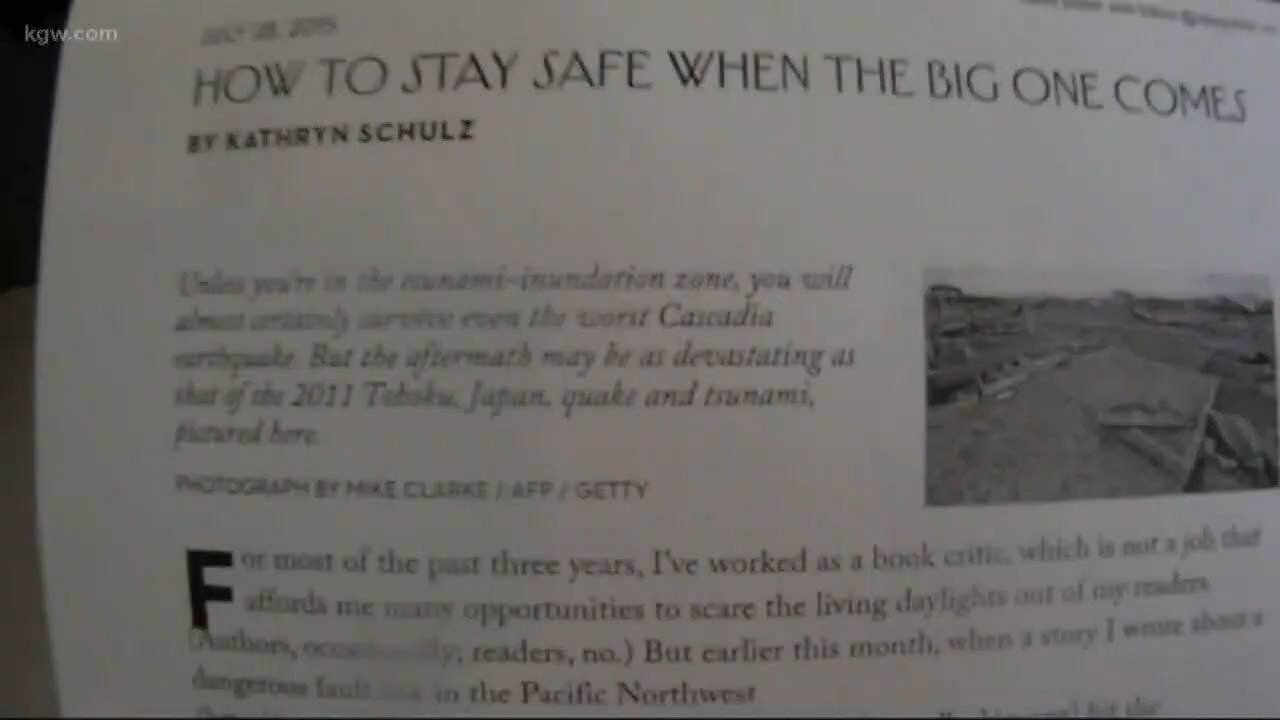 kgw.com
JULY 28, 2015
HOW TO STAY SAFE WHEN THE BIG ONE COMES
BY KATHRYN SCHULZ
Unless you're in the tsunami-inundation zone, you will
almost certainly survive even the worst Cascadia
earthquake. But the aftermath may be as devastating as
that of the 2011 Tohoku, Japan, quake and tsunami,
pictured here.
PHOTOGRAPH BY MIKE CLARKE / AFP / GETTY
For most of the past three years, I've worked as a book critic, which is not a job that
affords me many opportunities to scare the living daylights out of my readers.
(Authors, occasionally; readers, no.) But earlier this month, when a story I wrote about a
dangerous fault in the Pacific Northwest
hit the